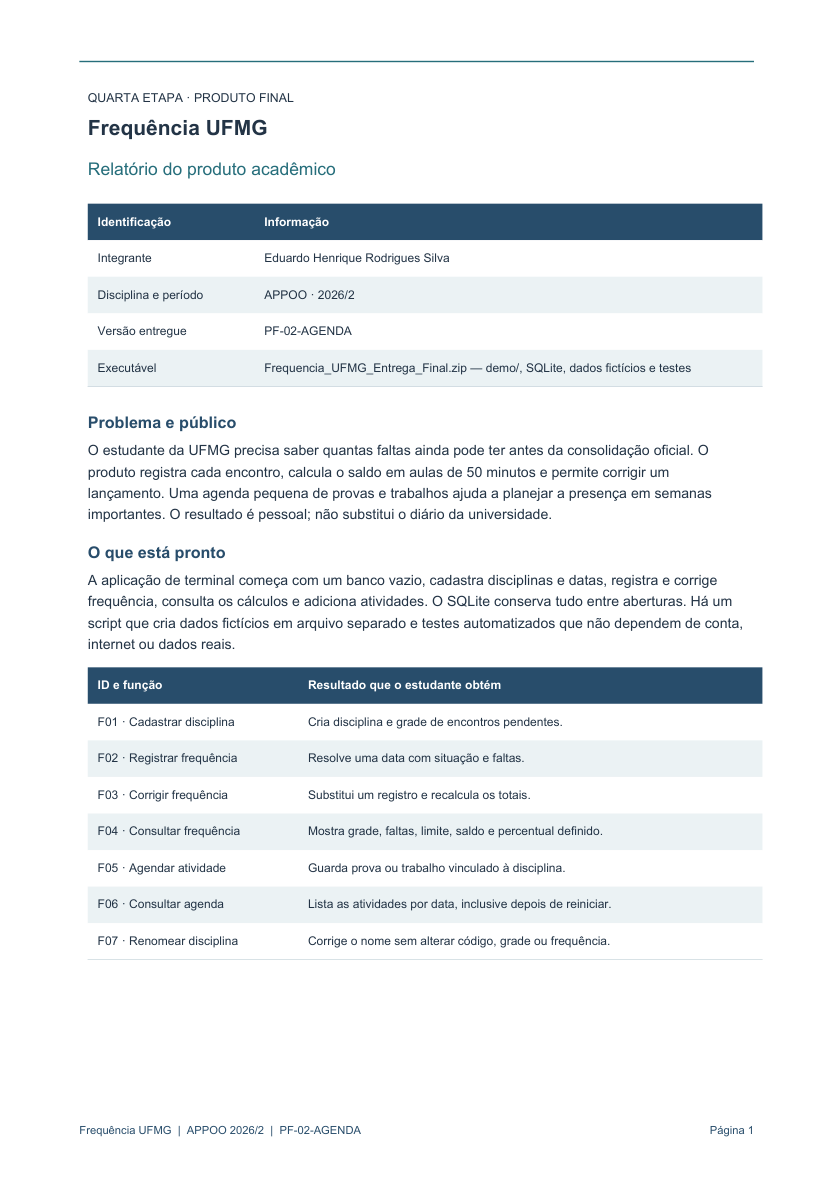 QUARTA ETAPA · PRODUTO FINAL
Frequência UFMG
Relatório do produto acadêmico
Identificação Informação
Integrante Eduardo Henrique Rodrigues Silva
Disciplina e período APPOO · 2026/2
Versão entregue PF-02-AGENDA
Executável Frequencia_UFMG_Entrega_Final.zip — demo/, SQLite, dados fictícios e testes
Problema e público
O estudante da UFMG precisa saber quantas faltas ainda pode ter antes da consolidação oficial. O
produto registra cada encontro, calcula o saldo em aulas de 50 minutos e permite corrigir um
lançamento. Uma agenda pequena de provas e trabalhos ajuda a planejar a presença em semanas
importantes. O resultado é pessoal; não substitui o diário da universidade.
O que está pronto
A aplicação de terminal começa com um banco vazio, cadastra disciplinas e datas, registra e corrige
frequência, consulta os cálculos e adiciona atividades. O SQLite conserva tudo entre aberturas. Há um
script que cria dados fictícios em arquivo separado e testes automatizados que não dependem de conta,
internet ou dados reais.
ID e função Resultado que o estudante obtém
F01 · Cadastrar disciplina Cria disciplina e grade de encontros pendentes.
F02 · Registrar frequência Resolve uma data com situação e faltas.
F03 · Corrigir frequência Substitui um registro e recalcula os totais.
F04 · Consultar frequência Mostra grade, faltas, limite, saldo e percentual definido.
F05 · Agendar atividade Guarda prova ou trabalho vinculado à disciplina.
F06 · Consultar agenda Lista as atividades por data, inclusive depois de reiniciar.
F07 · Renomear disciplina Corrige o nome sem alterar código, grade ou frequência.
Frequência UFMG | APPOO 2026/2 | PF-02-AGENDA Página 1